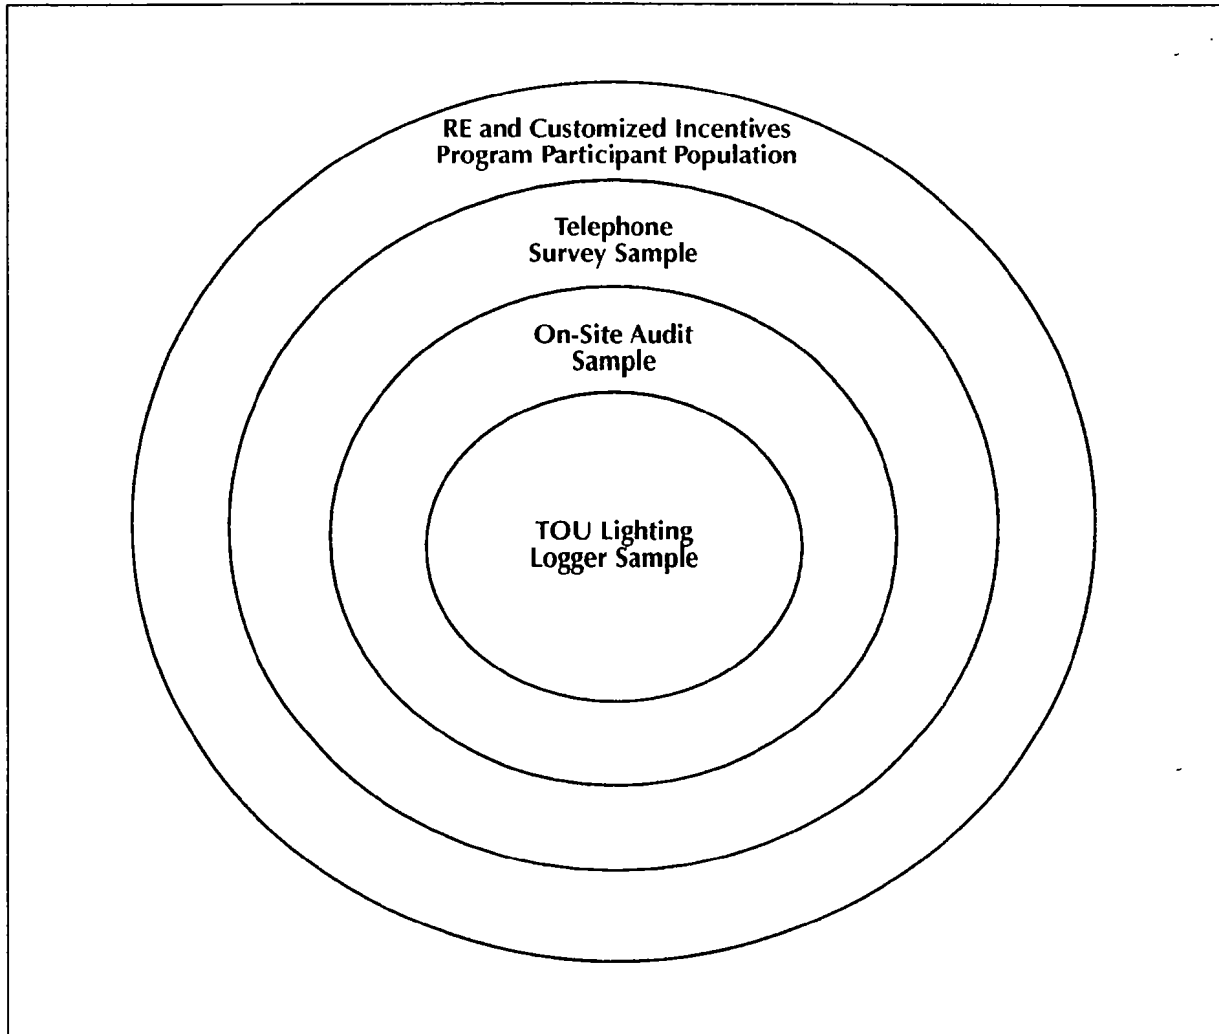 RE and Customized Incentives
Program Participant Population
Telephone
Survey Sample
On-Site Audit
Sample
TOU Lighting
Logger Sample